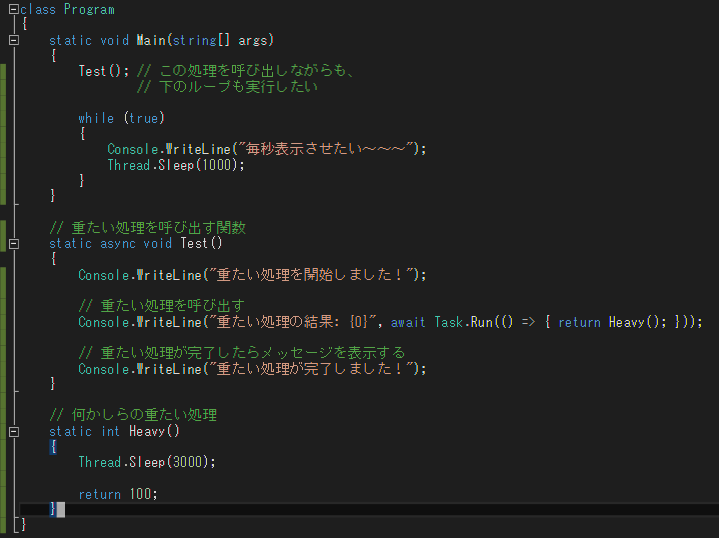 class Program
{
    static void Main(string[] args)
    {
        Test(); // この処理を呼び出しながらも、
                // 下のループも実行したい

        while (true)
        {
            Console.WriteLine("毎秒表示させたい～～～");
            Thread.Sleep(1000);
        }
    }

    // 重たい処理を呼び出す関数
    static async void Test()
    {
        Console.WriteLine("重たい処理を開始しました！");

        // 重たい処理を呼び出す
        Console.WriteLine("重たい処理の結果: {0}", await Task.Run(() => { return Heavy(); }));

        // 重たい処理が完了したらメッセージを表示する
        Console.WriteLine("重たい処理が完了しました！");
    }

    // 何かしらの重たい処理
    static int Heavy()
    {
        Thread.Sleep(3000);

        return 100;
    }
}